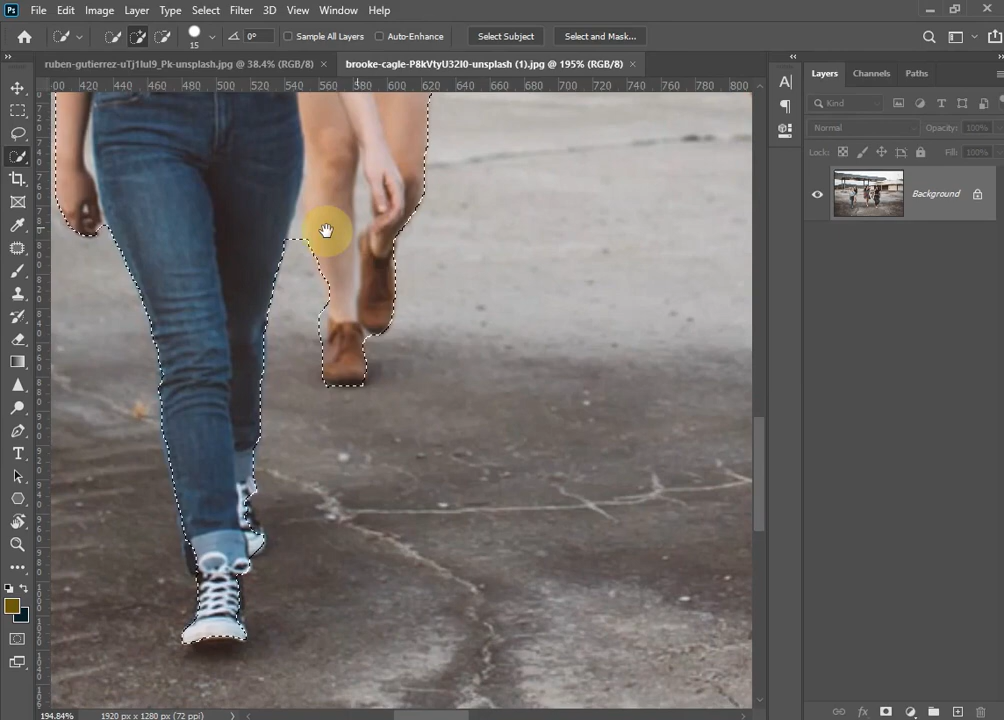 Ps File Edit Image Layer Type Select Filter 3D View Window Help
15 0° Sample All Layers Auto-Enhance Select Subject Select and Mask...
ruben-gutierrez-uTj1luI9_Pk-unsplash.jpg @ 38.4% (RGB/8) × brooke-cagle-P8kVtyU32I0-unsplash (1).jpg @ 195% (RGB/8) ×
00 420 440 460 480 500 520 540 560 580 600 620 640 660 680 700 720 740 760 780 800
Layers Channels Paths
Kind
Normal Opacity: 100%
Lock: Fill: 100%
Background
194.84% 1920 px x 1280 px (72 ppi)